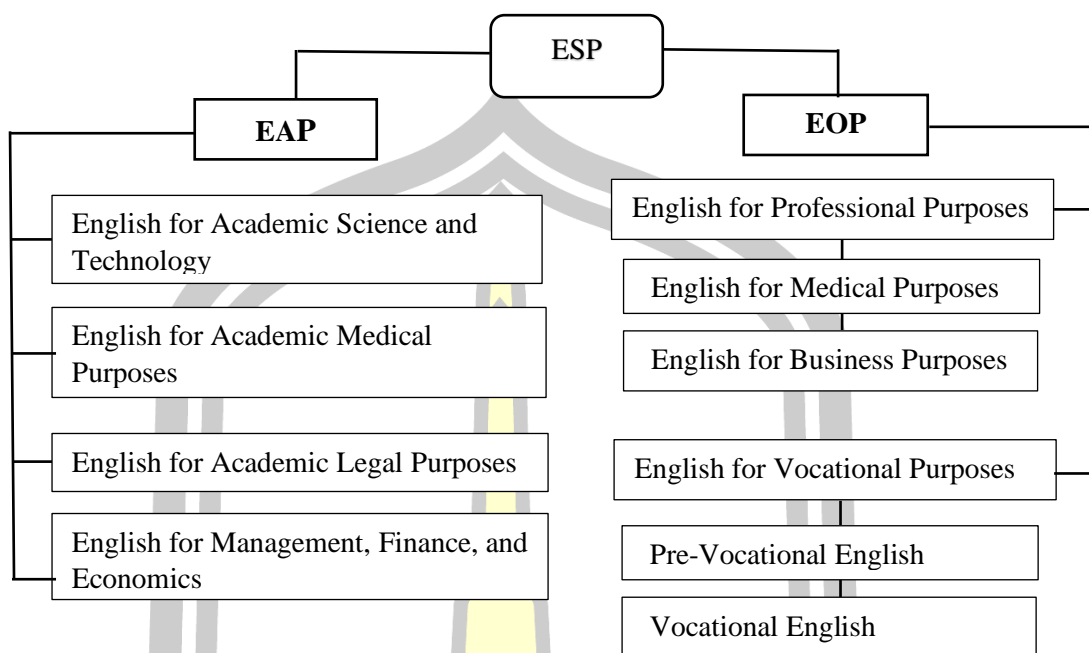 ESP
EAP
EOP
English for Academic Science and
Technology
English for Academic Medical
Purposes
English for Academic Legal Purposes
English for Management, Finance, and
Economics
English for Professional Purposes
English for Medical Purposes
English for Business Purposes
English for Vocational Purposes
Pre-Vocational English
Vocational English